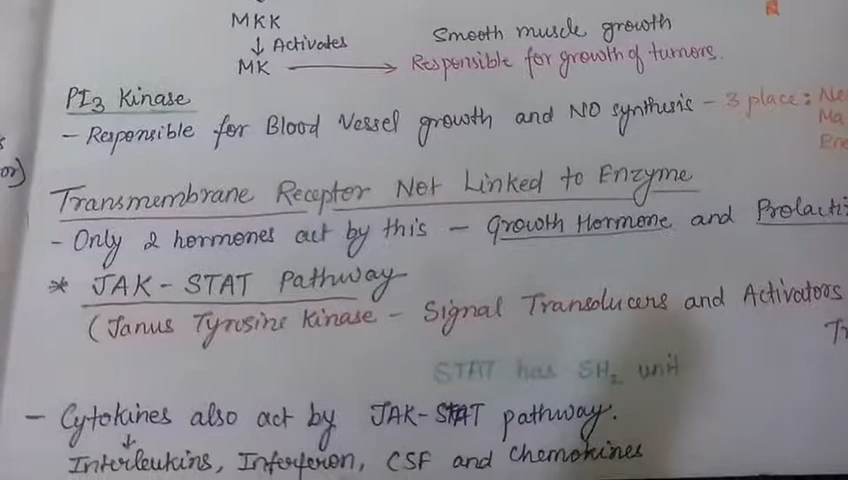 MKK
↓ Activates Smooth muscle growth
MK → Responsible for growth of tumors.
PI3 Kinase
- Responsible for Blood Vessel growth and NO synthesis - 3 place:
Transmembrane Receptor Not Linked to Enzyme
- Only 2 hormones act by this - Growth Hormone and
* JAK-STAT Pathway
(Janus Tyrosine Kinase - Signal Transducers and Activators
STAT has SH2 unit
- Cytokines also act by JAK-STAT pathway.
↓
Interleukins, Interferon, CSF and Chemokines